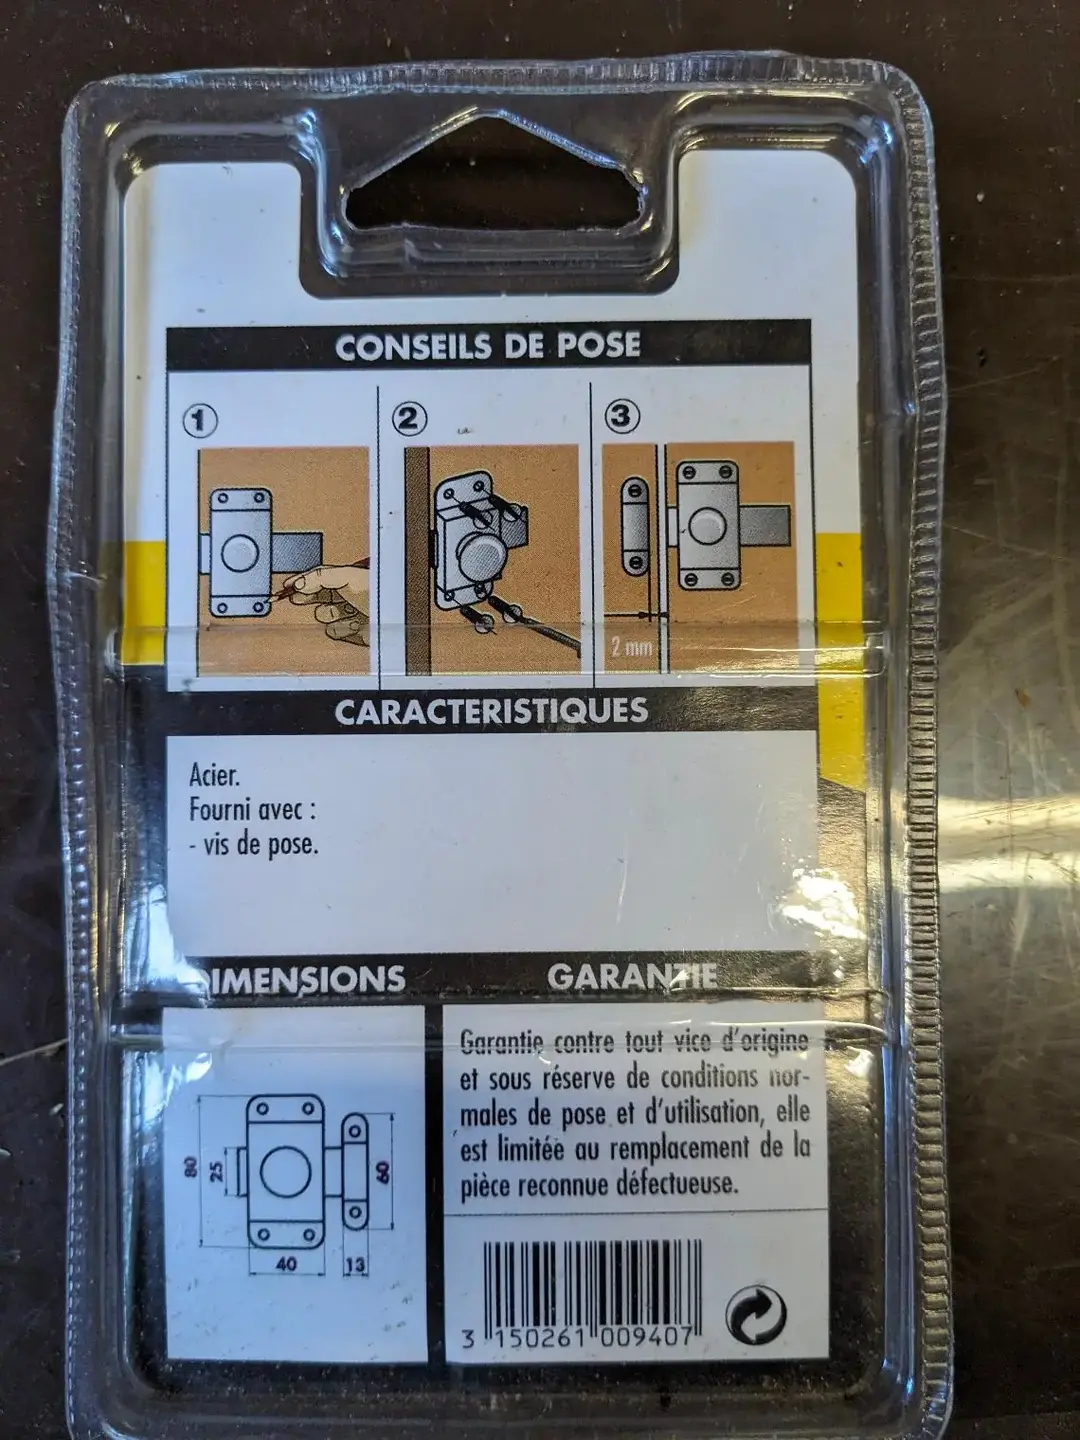 CONSEILS DE POSE
1
2
3
2 mm
CARACTERISTIQUES
Acier.
Fourni avec :
- vis de pose.
DIMENSIONS
GARANTIE
Garantie contre tout vice d'origine
et sous réserve de conditions nor-
males de pose et d'utilisation, elle
est limitée au remplacement de la
pièce reconnue défectueuse.
80
25
60
40
13
3 150261 009407